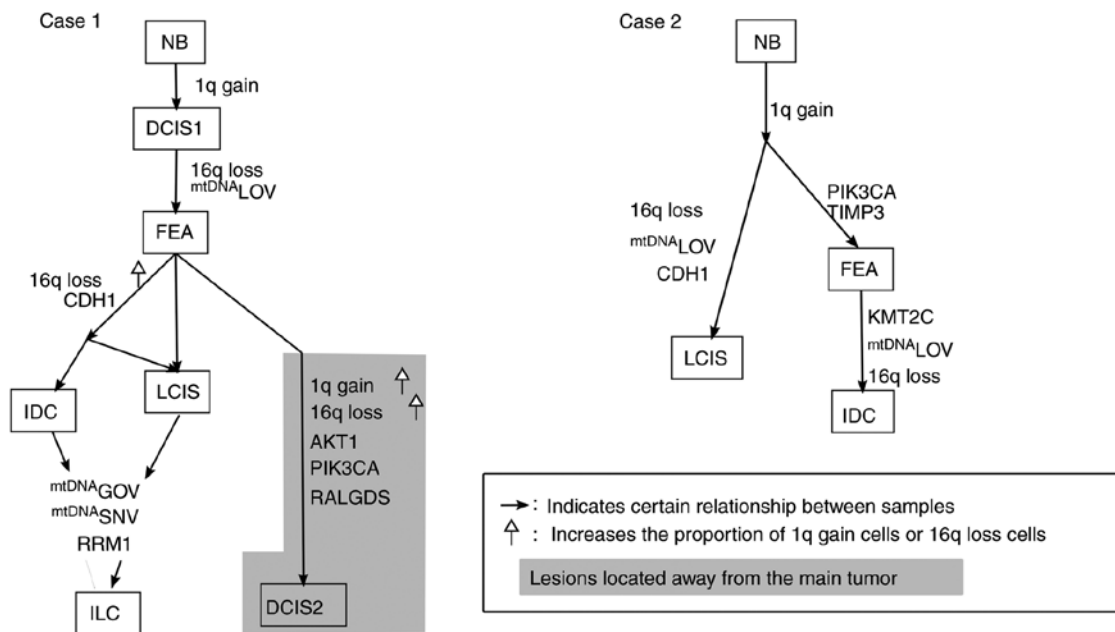 Case 1
NB
1q gain
DCIS1
16q loss
mtDNALOV
FEA
16q loss
CDH1
IDC
LCIS
mtDNAGOV
mtDNASNV
RRM1
ILC
1q gain
16q loss
AKT1
PIK3CA
RALGDS
DCIS2
Case 2
NB
1q gain
16q loss
mtDNALOV
CDH1
LCIS
PIK3CA
TIMP3
FEA
KMT2C
mtDNALOV
16q loss
IDC
: Indicates certain relationship between samples
: Increases the proportion of 1q gain cells or 16q loss cells
Lesions located away from the main tumor